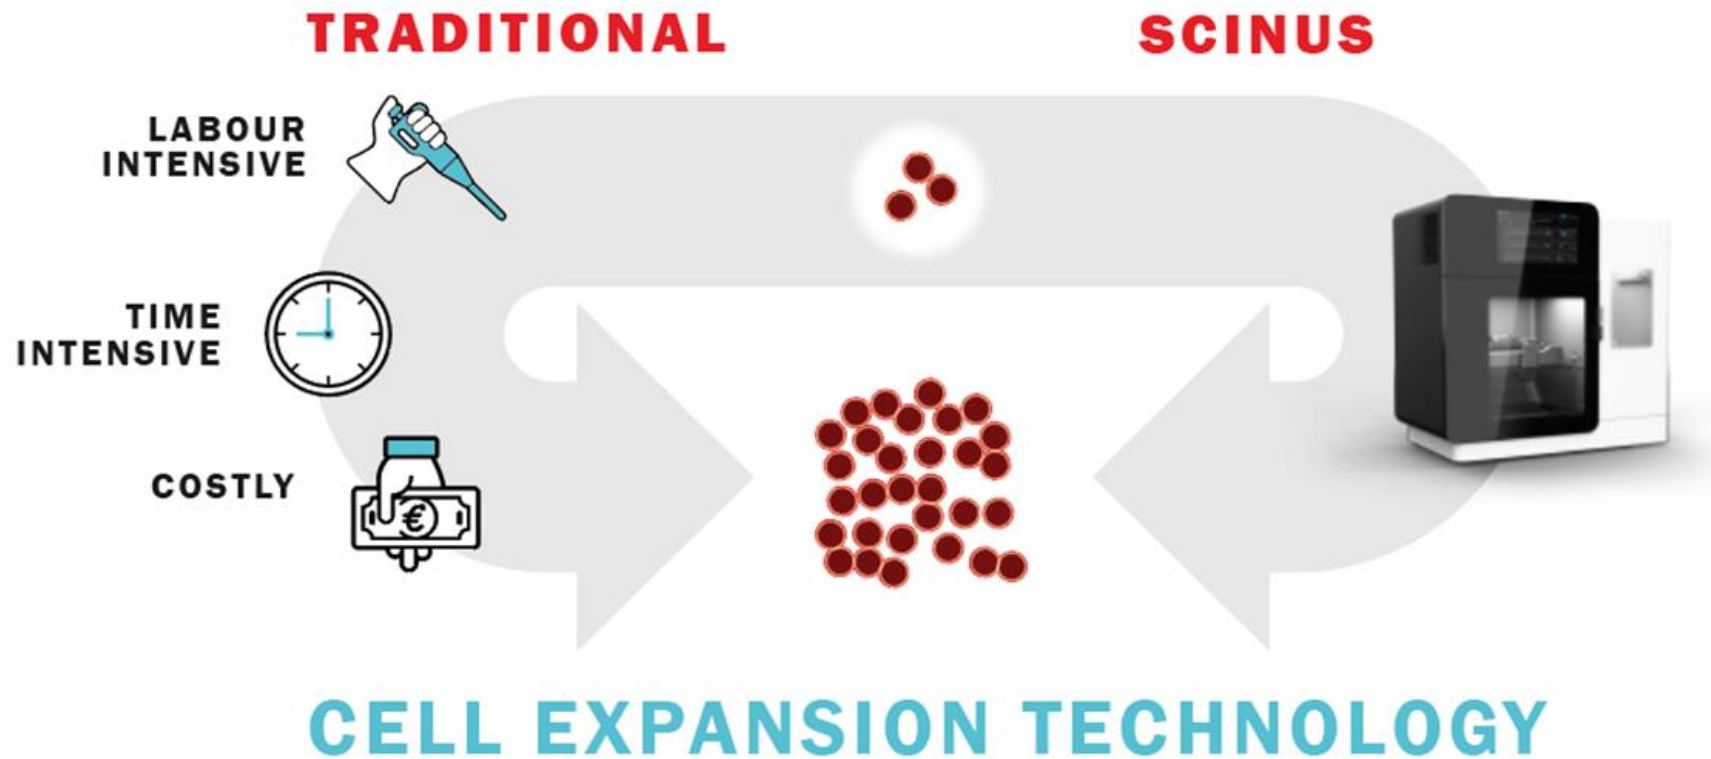 TRADITIONAL
SCINUS
LABOUR
INTENSIVE
TIME
INTENSIVE
COSTLY
€
CELL EXPANSION TECHNOLOGY